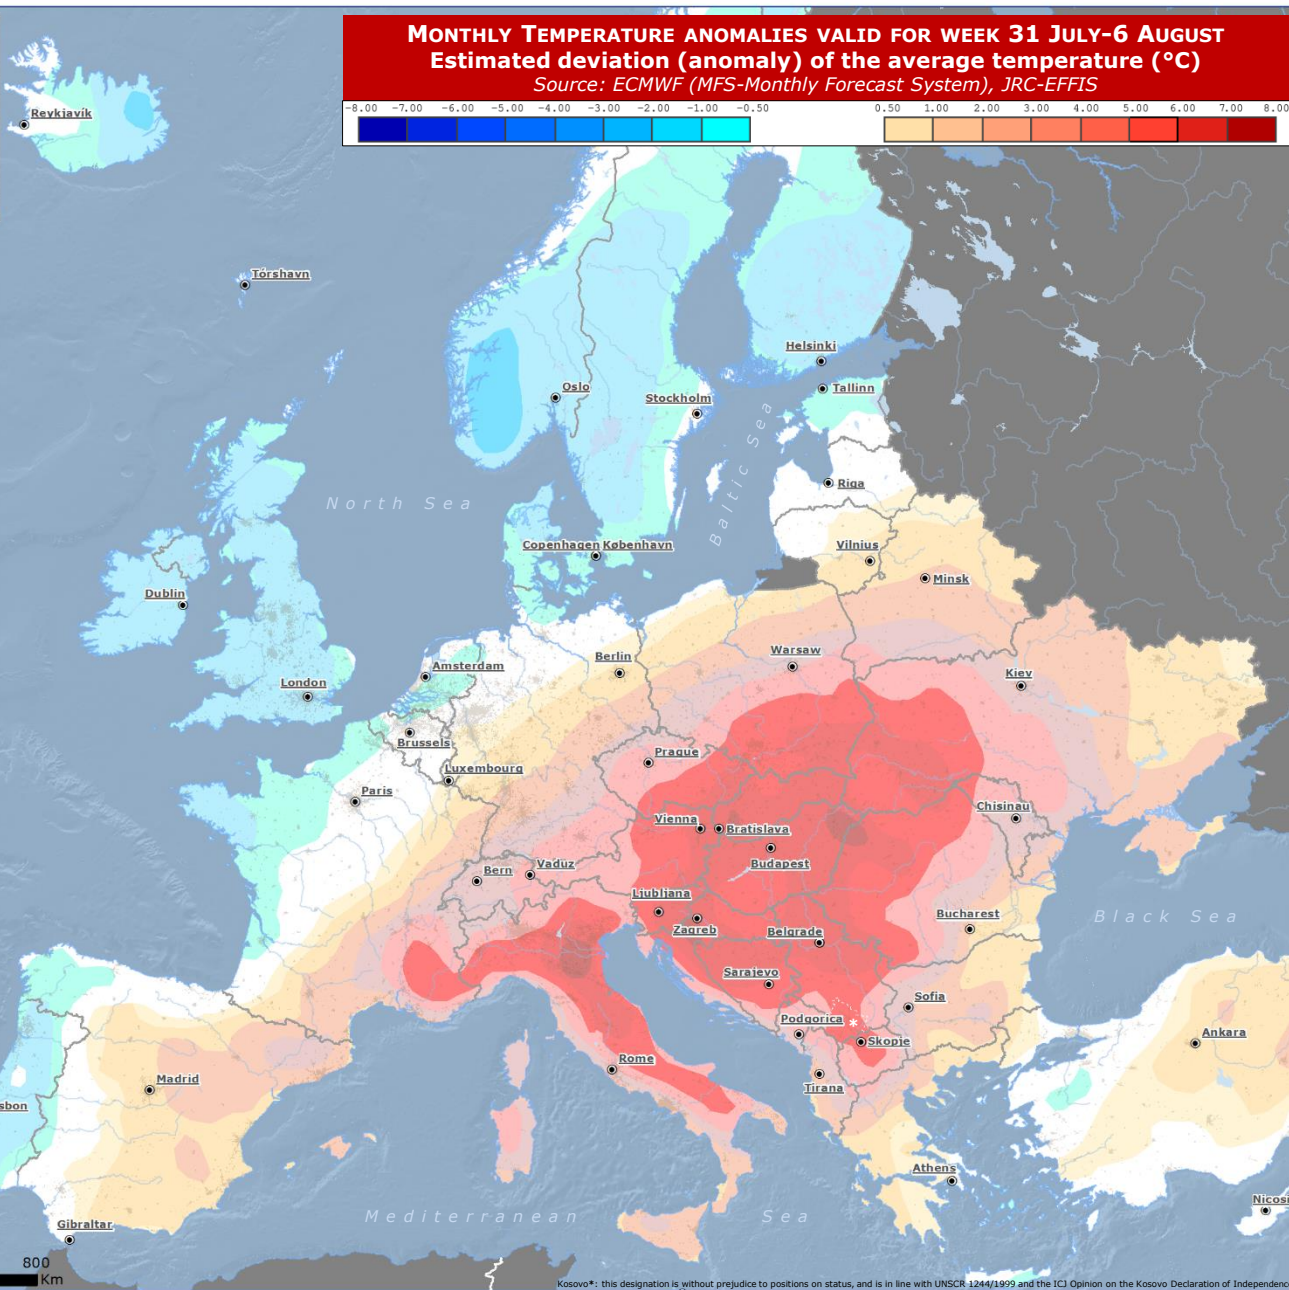 MONTHLY TEMPERATURE ANOMALIES VALID FOR WEEK 31 JULY-6 AUGUST
Estimated deviation (anomaly) of the average temperature (°C)
Source: ECMWF (MFS-Monthly Forecast System), JRC-EFFIS
-8.00 -7.00 -6.00 -5.00 -4.00 -3.00 -2.00 -1.00 -0.50 0.50 1.00 2.00 3.00 4.00 5.00 6.00 7.00 8.00
Reykjavík
Tórshavn
Helsinki
Oslo
Tallinn
Stockholm
Baltic Sea
Riga
North Sea
Copenhagen København
Vilnius
Minsk
Dublin
Amsterdam
Berlin
Warsaw
London
Kiev
Brussels
Prague
Luxembourg
Paris
Chisinau
Vienna
Bratislava
Budapest
Bern
Vaduz
Ljubljana
Zagreb
Belgrade
Bucharest
Black Sea
Sarajevo
Sofia
Podgorica
*
Skopje
Ankara
Rome
Madrid
Tirana
sbon
Athens
Nicosi
Mediterranean Sea
Gibraltar
800
Km
Kosovo*: this designation is without prejudice to positions on status, and is in line with UNSCR 1244/1999 and the ICJ Opinion on the Kosovo Declaration of Independence